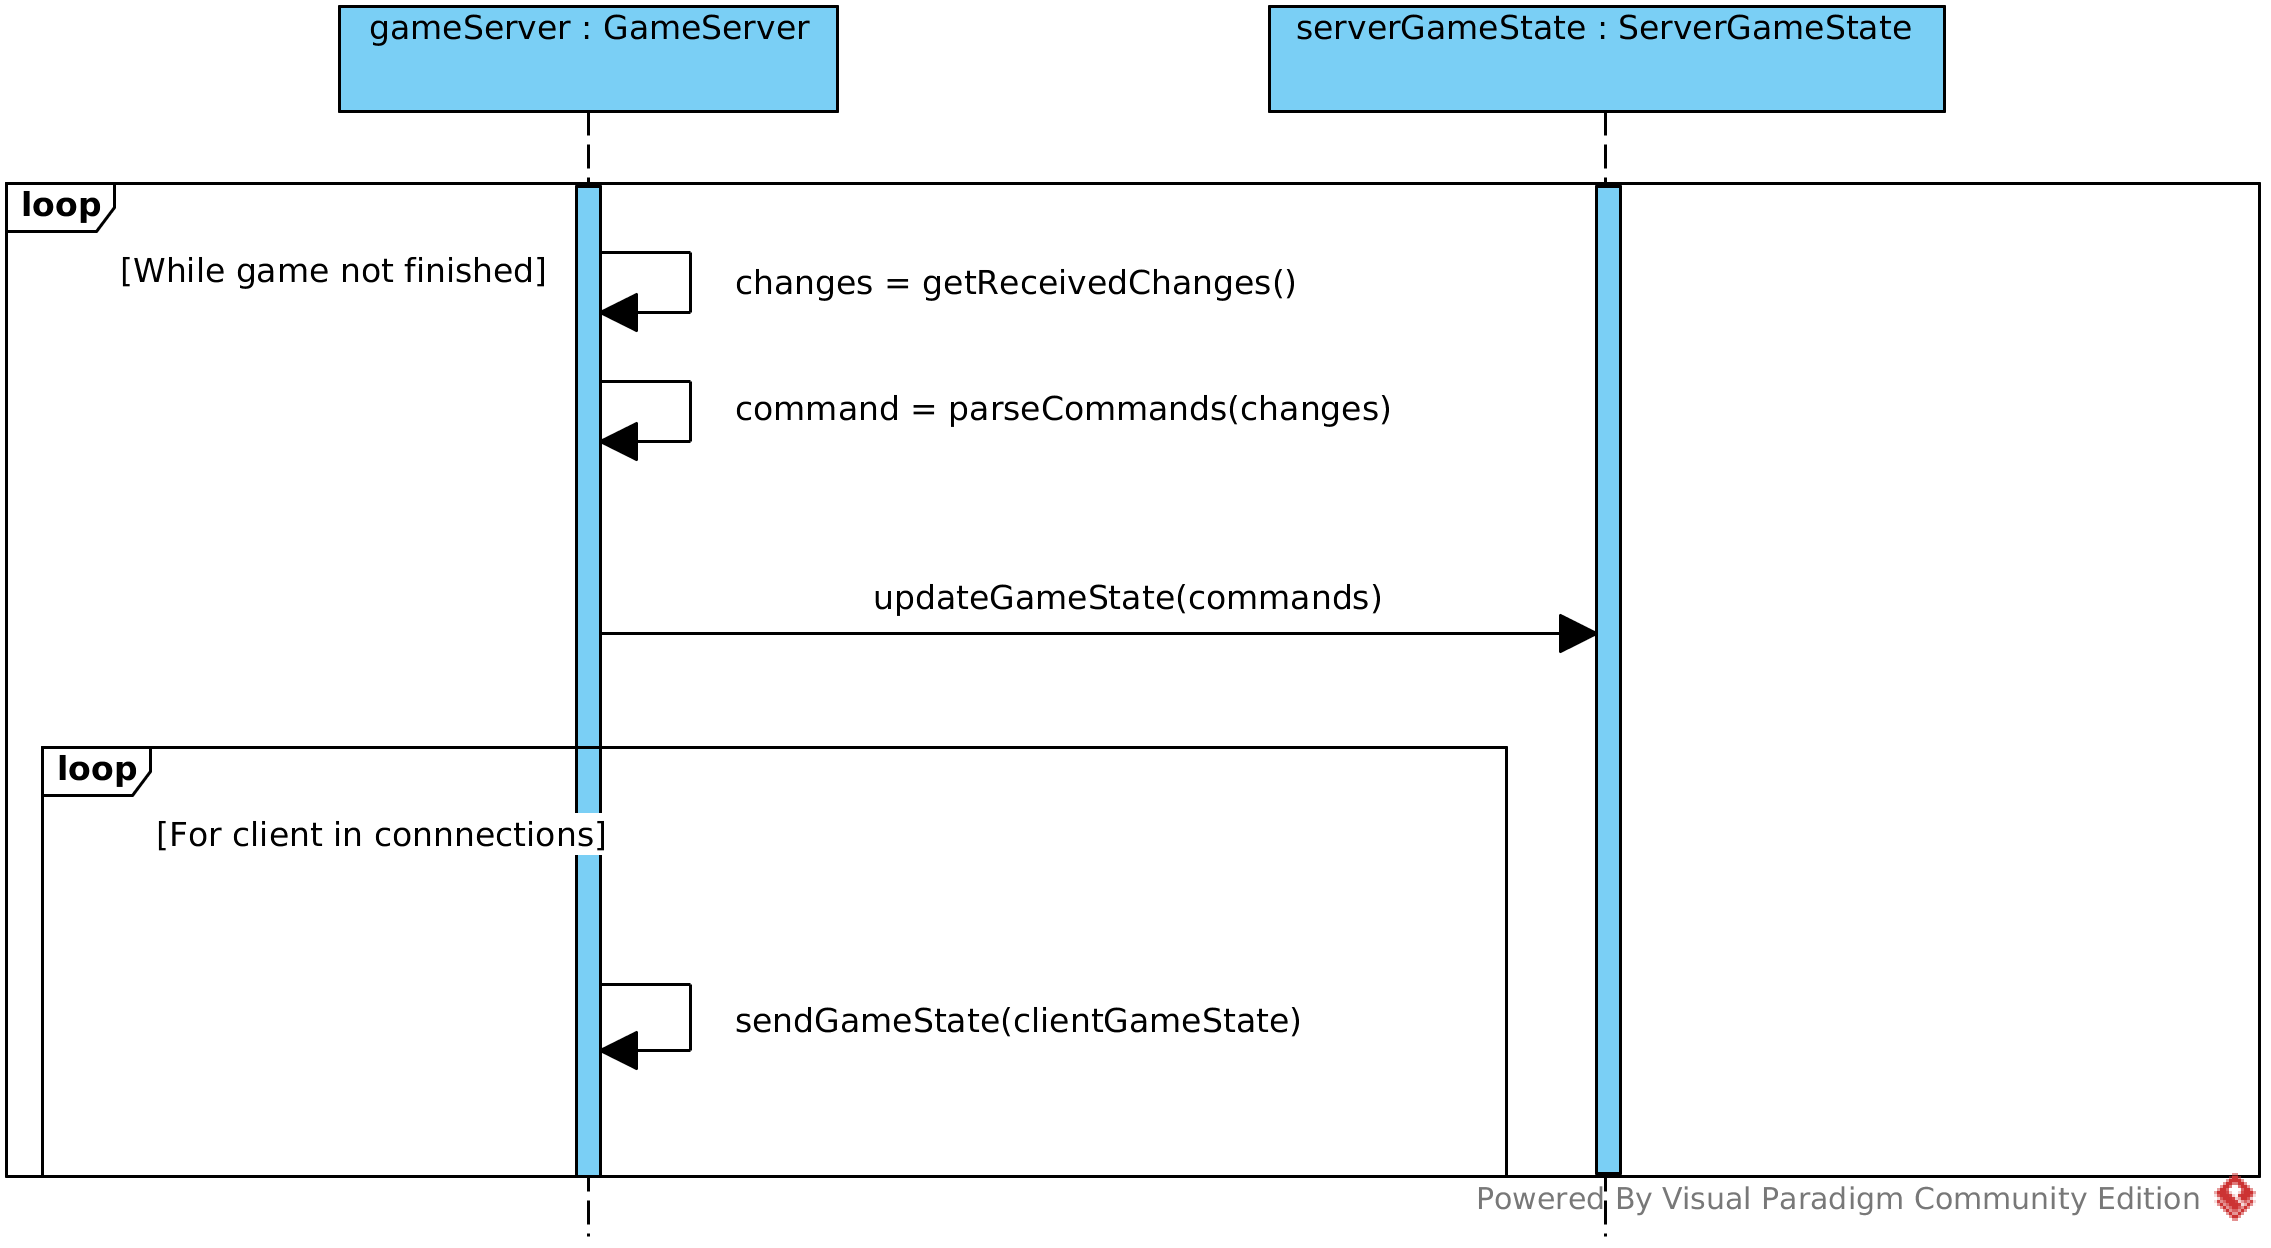 gameServer : GameServer
serverGameState : ServerGameState
loop
[While game not finished]
changes = getReceivedChanges()
command = parseCommands(changes)
updateGameState(commands)
loop
[For client in connnections]
sendGameState(clientGameState)
Powered By Visual Paradigm Community Edition